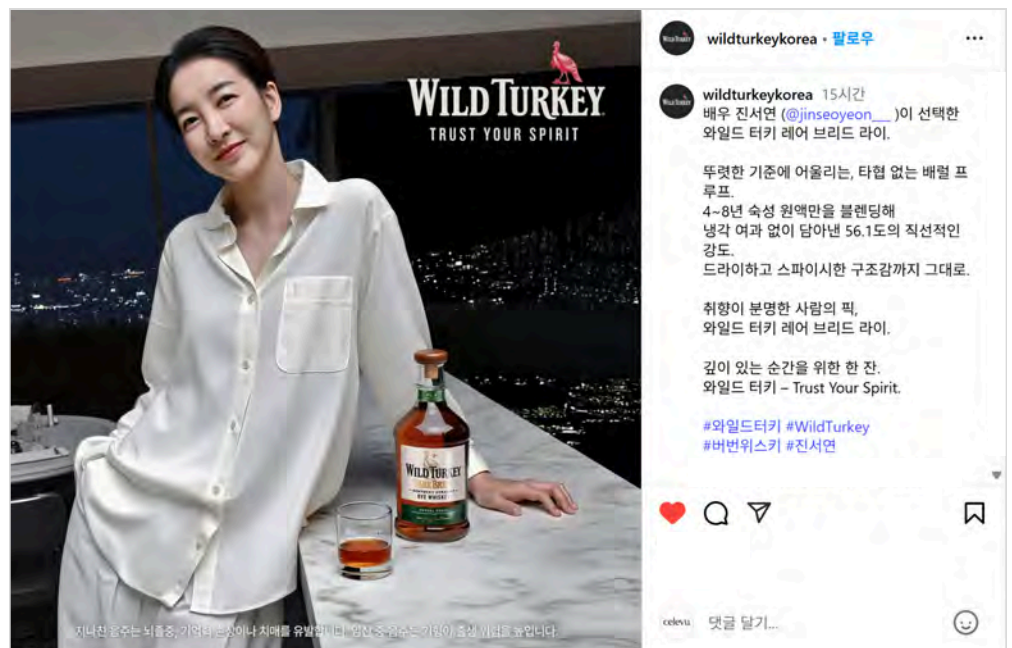 WILD TURKEY
TRUST YOUR SPIRIT
WILD TURKEY
RARE BREED
RYE WHISKEY
지나친 음주는 뇌졸중, 기억력 손상이나 치매를 유발합니다. 임신 중 음주는 기형아 출생 위험을 높입니다.
wildturkeykorea • 팔로우
wildturkeykorea 15시간
배우 진서연 (@jinseoyeon___ )이 선택한
와일드 터키 레어 브리드 라이.
뚜렷한 기준에 어울리는, 타협 없는 배럴 프
루프.
4~8년 숙성 원액만을 블렌딩해
냉각 여과 없이 담아낸 56.1도의 직선적인
강도.
드라이하고 스파이시한 구조감까지 그대로.
취향이 분명한 사람의 픽,
와일드 터키 레어 브리드 라이.
깊이 있는 순간을 위한 한 잔.
와일드 터키 – Trust Your Spirit.
#와일드터키 #WildTurkey
#버번위스키 #진서연
celevu 댓글 달기...